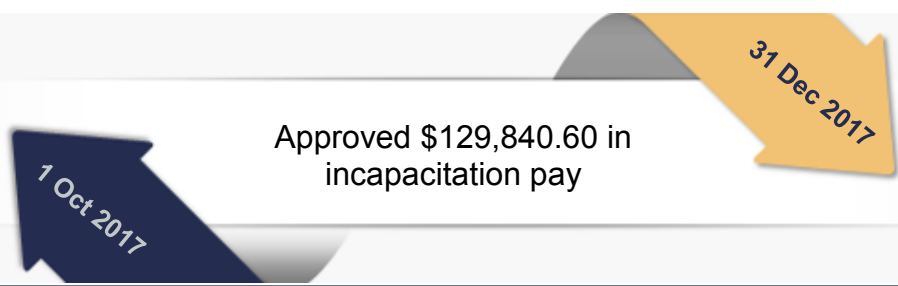 31 Dec 2017
Approved $129,840.60 in
incapacitation pay
1 Oct 2017